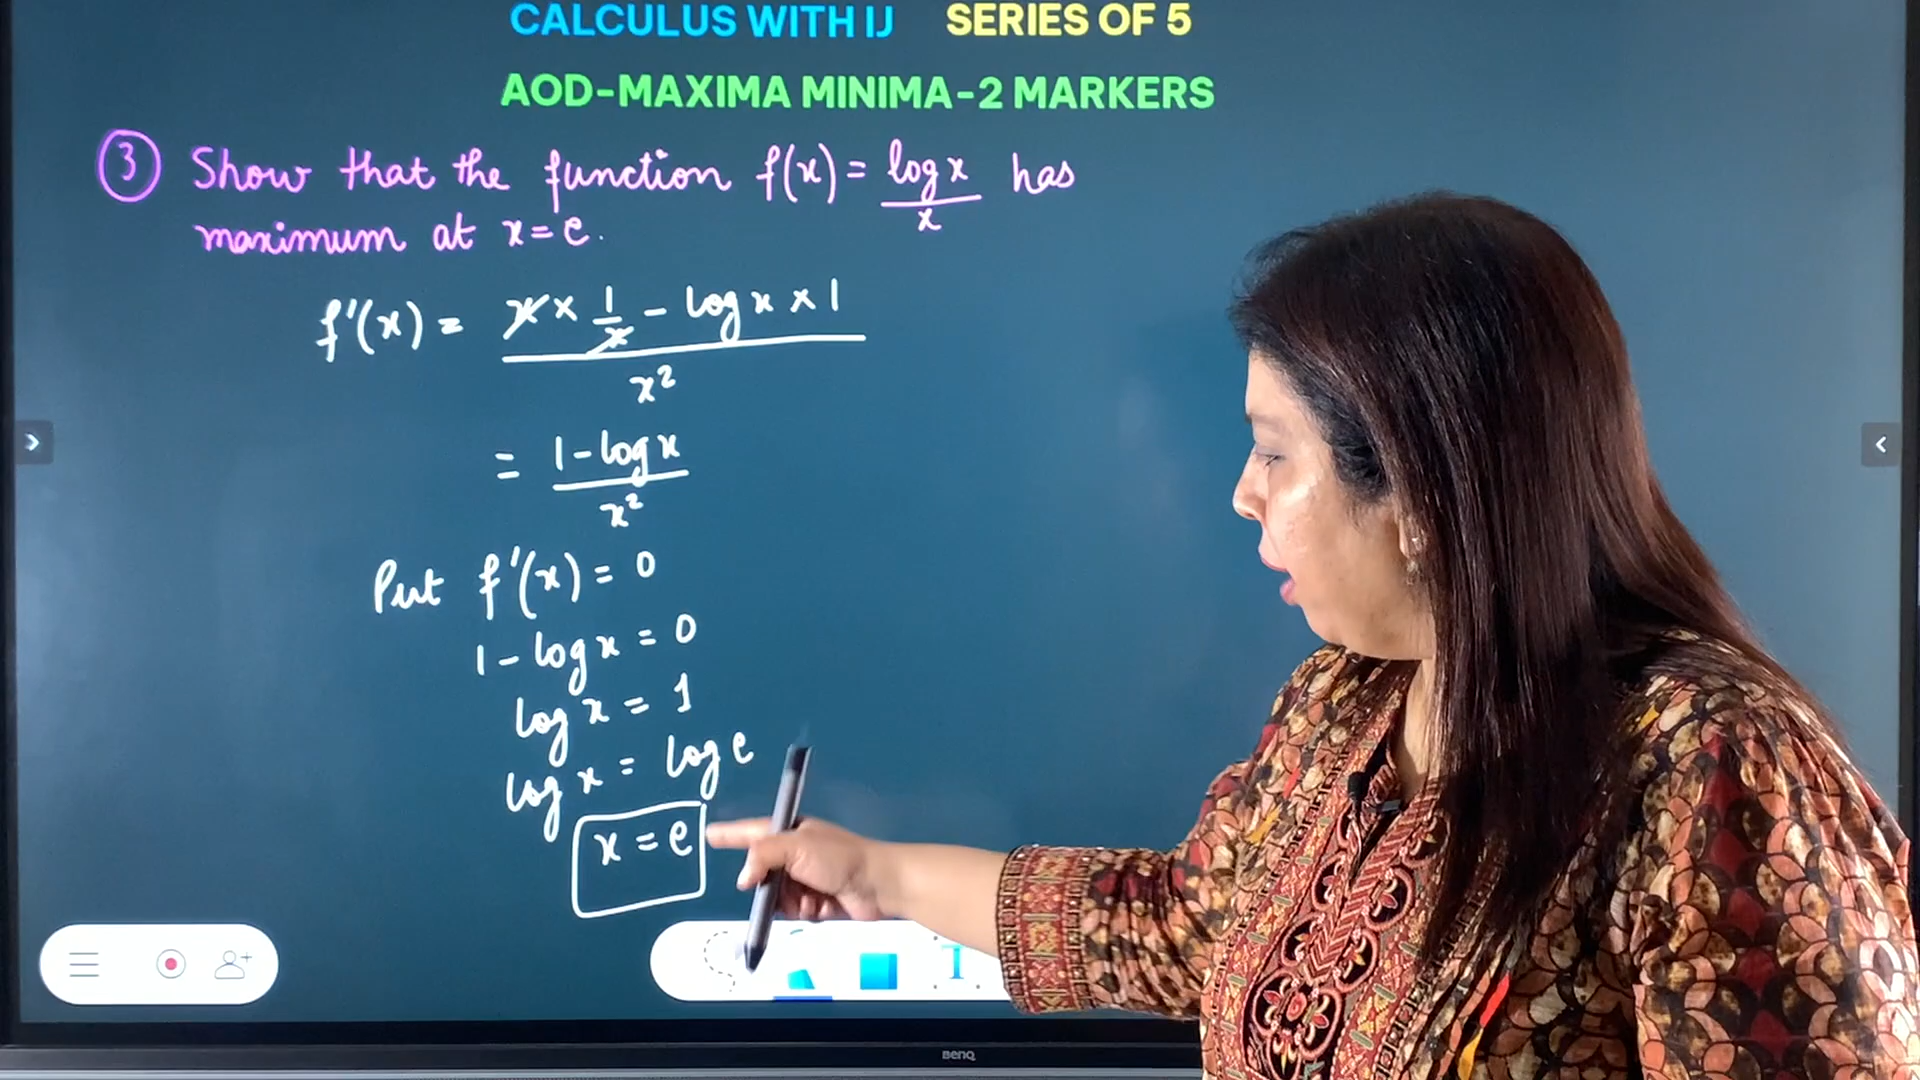 CALCULUS WITH IJ SERIES OF 5
AOD-MAXIMA MINIMA-2 MARKERS
3 Show that the function f(x) = log x / x has
maximum at x = e.
f'(x) = (x × 1/x - log x × 1) / x²
= (1 - log x) / x²
Put f'(x) = 0
1 - log x = 0
log x = 1
log x = log e
x = e
BenQ